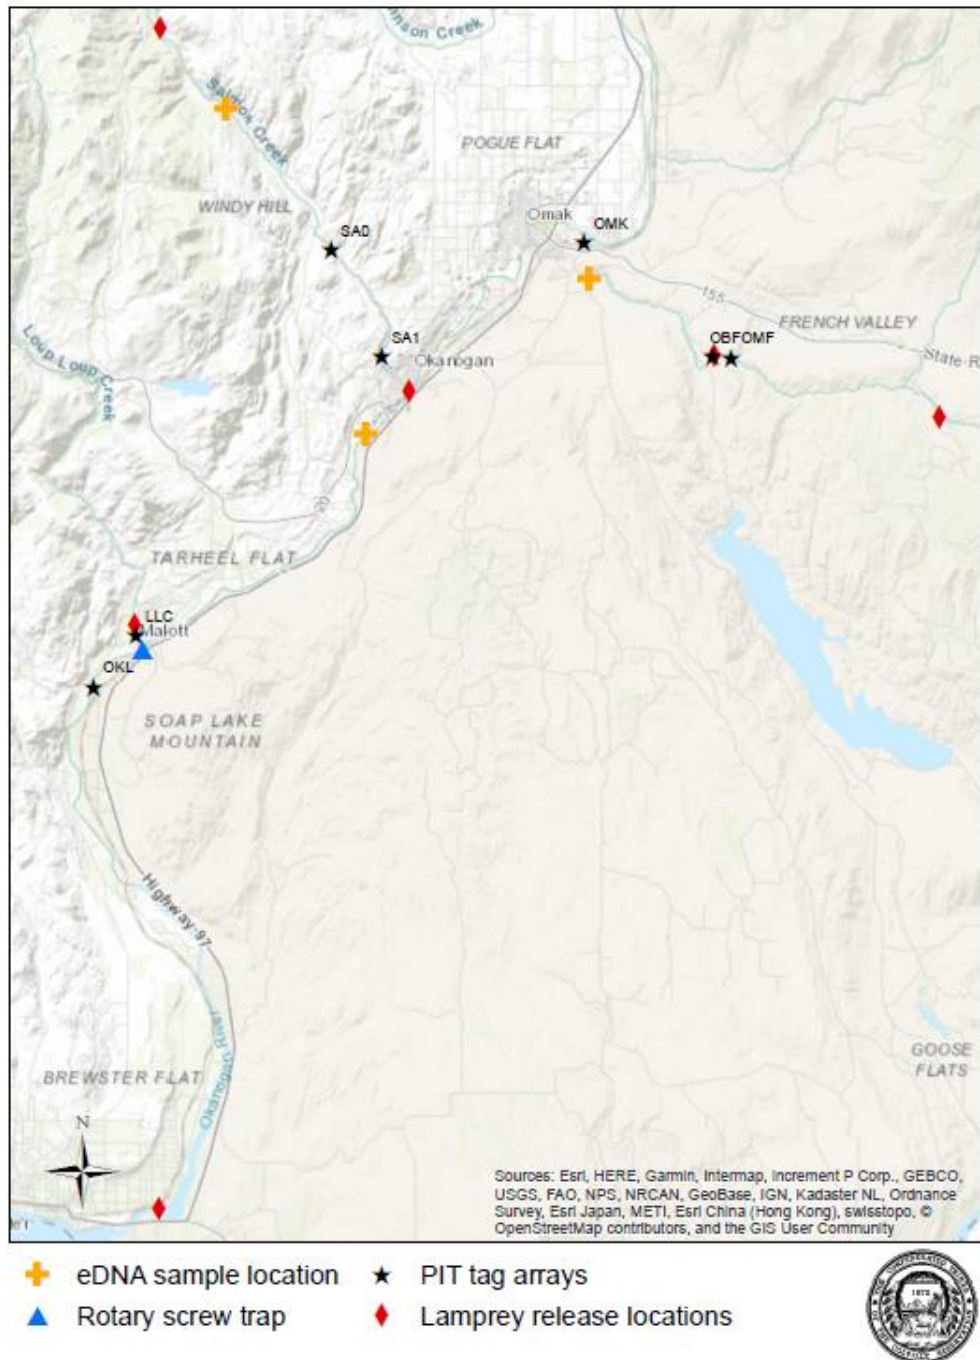 nson Creek
Salmon Creek
POGUE FLAT
WINDY HILL
Omak
OMK
SA0
155
FRENCH VALLEY
OBFOMF
State R
SA1
Okanogan
Loup Loup Creek
20
TARHEEL FLAT
LLC
Malott
OKL
SOAP LAKE
MOUNTAIN
Highway 97
Okanogan River
GOOSE
FLATS
BREWSTER FLAT
N
Sources: Esri, HERE, Garmin, Intermap, increment P Corp., GEBCO,
USGS, FAO, NPS, NRCAN, GeoBase, IGN, Kadaster NL, Ordnance
Survey, Esri Japan, METI, Esri China (Hong Kong), swisstopo, ©
OpenStreetMap contributors, and the GIS User Community
eDNA sample location
PIT tag arrays
Rotary screw trap
Lamprey release locations
1872